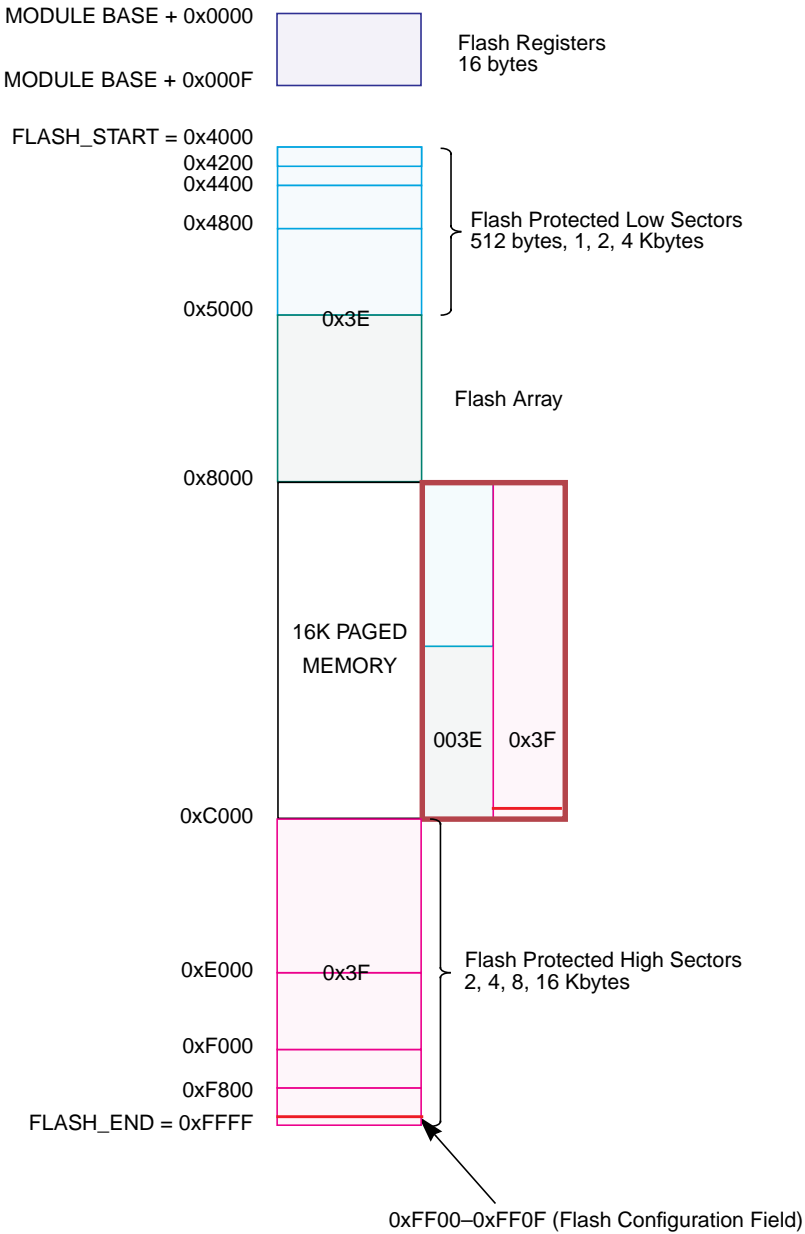 MODULE BASE + 0x0000
Flash Registers
16 bytes
MODULE BASE + 0x000F
FLASH_START = 0x4000
0x4200
0x4400
0x4800
Flash Protected Low Sectors
512 bytes, 1, 2, 4 Kbytes
0x5000
0x3E
Flash Array
0x8000
16K PAGED
MEMORY
003E
0x3F
0xC000
Flash Protected High Sectors
2, 4, 8, 16 Kbytes
0xE000
0x3F
0xF000
0xF800
FLASH_END = 0xFFFF
0xFF00–0xFF0F (Flash Configuration Field)